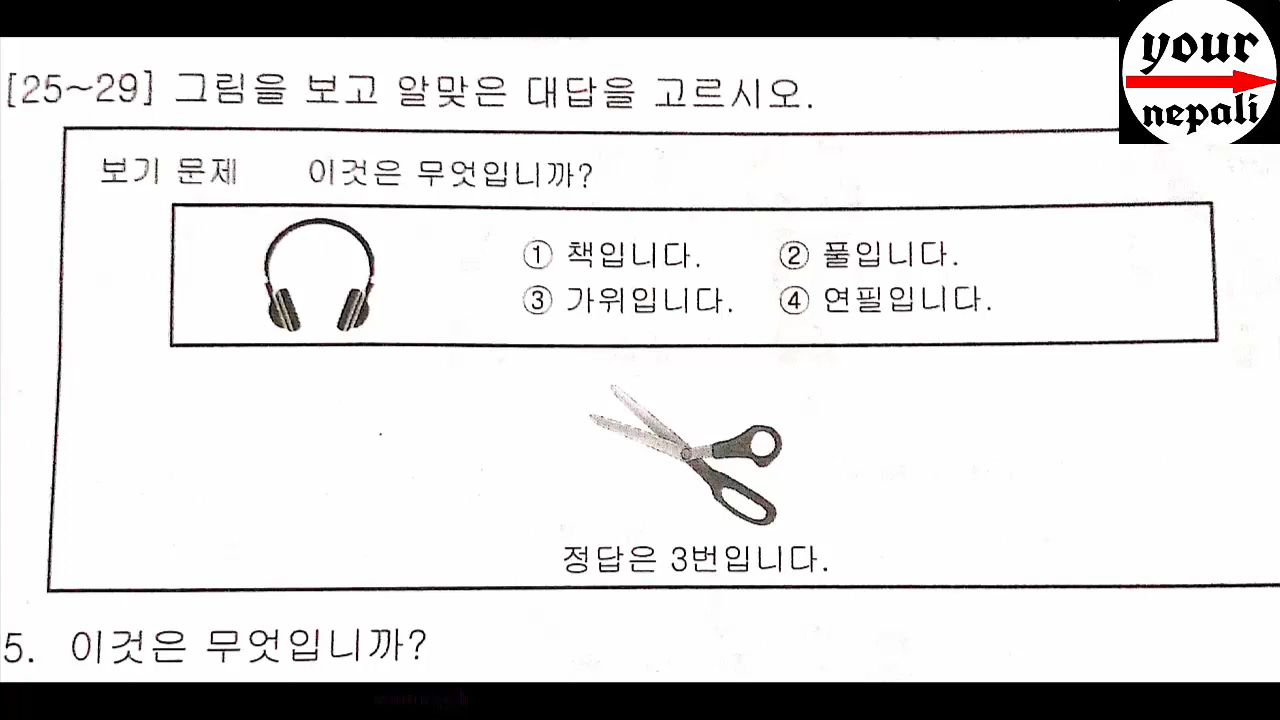 your
nepali
[25~29] 그림을 보고 알맞은 대답을 고르시오.
보기 문제 이것은 무엇입니까?
① 책입니다. ②풀입니다.
③ 가위입니다. ④ 연필입니다.
정답은 3번입니다.
5. 이것은 무엇입니까?